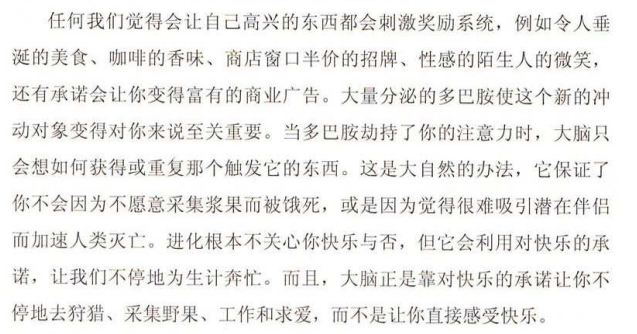 任何我们觉得会让自己高兴的东西都会刺激奖励系统，例如令人垂
涎的美食、咖啡的香味、商店窗口半价的招牌、性感的陌生人的微笑，
还有承诺会让你变得富有的商业广告。大量分泌的多巴胺使这个新的冲
动对象变得对你来说至关重要。当多巴胺劫持了你的注意力时，大脑只
会想如何获得或重复那个触发它的东西。这是大自然的办法，它保证了
你不会因为不愿意采集浆果而被饿死，或是因为觉得很难吸引潜在伴侣
而加速人类灭亡。进化根本不关心你快乐与否，但它会利用对快乐的承
诺，让我们不停地为生计奔忙。而且，大脑正是靠对快乐的承诺让你不
停地去狩猎、采集野果、工作和求爱，而不是让你直接感受快乐。